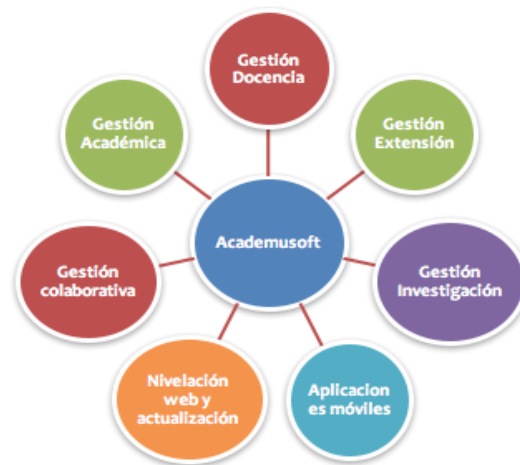 Gestión
Docencia
Gestión
Académica
Gestión
Extensión
Academusoft
Gestión
colaborativa
Gestión
Investigación
Nivelación
web y
actualización
Aplicacion
es móviles